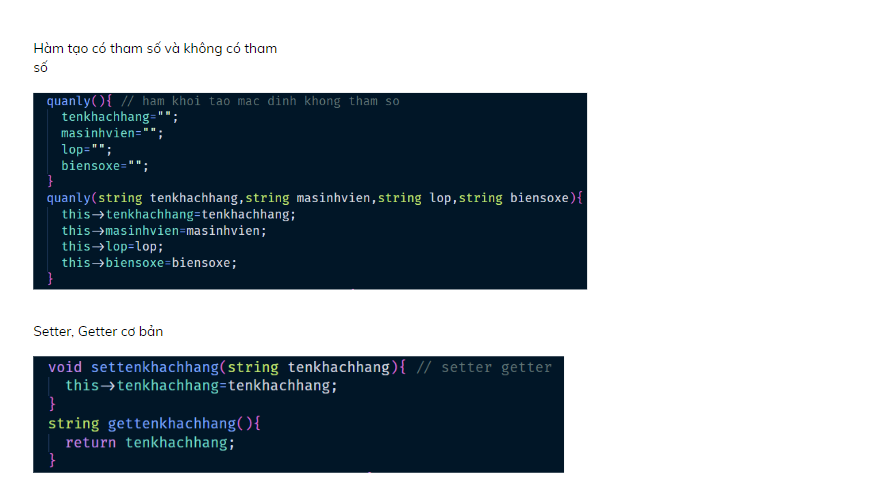 Hàm tạo có tham số và không có tham
số
quanly(){ // ham khoi tao mac dinh khong tham so
tenkhachhang="";
masinhvien="";
lop="";
biensoxe="";
}
quanly(string tenkhachhang,string masinhvien,string lop,string biensoxe){
this->tenkhachhang=tenkhachhang;
this->masinhvien=masinhvien;
this->lop=lop;
this->biensoxe=biensoxe;
}
Setter, Getter cơ bản
void settenkhachhang(string tenkhachhang){ // setter getter
this->tenkhachhang=tenkhachhang;
}
string gettenkhachhang(){
return tenkhachhang;
}